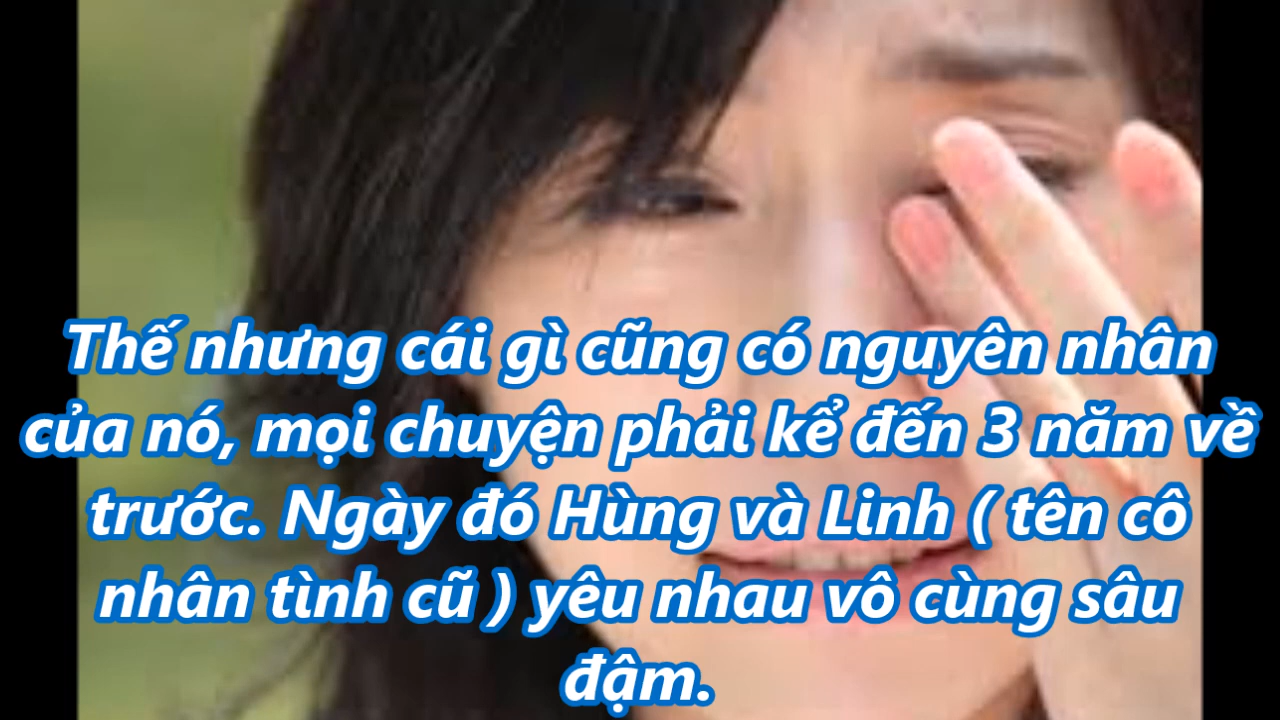 Thế nhưng cái gì cũng có nguyên nhân
của nó, mọi chuyện phải kể đến 3 năm về
trước. Ngày đó Hùng và Linh ( tên cô
nhân tình cũ ) yêu nhau vô cùng sâu
đậm.